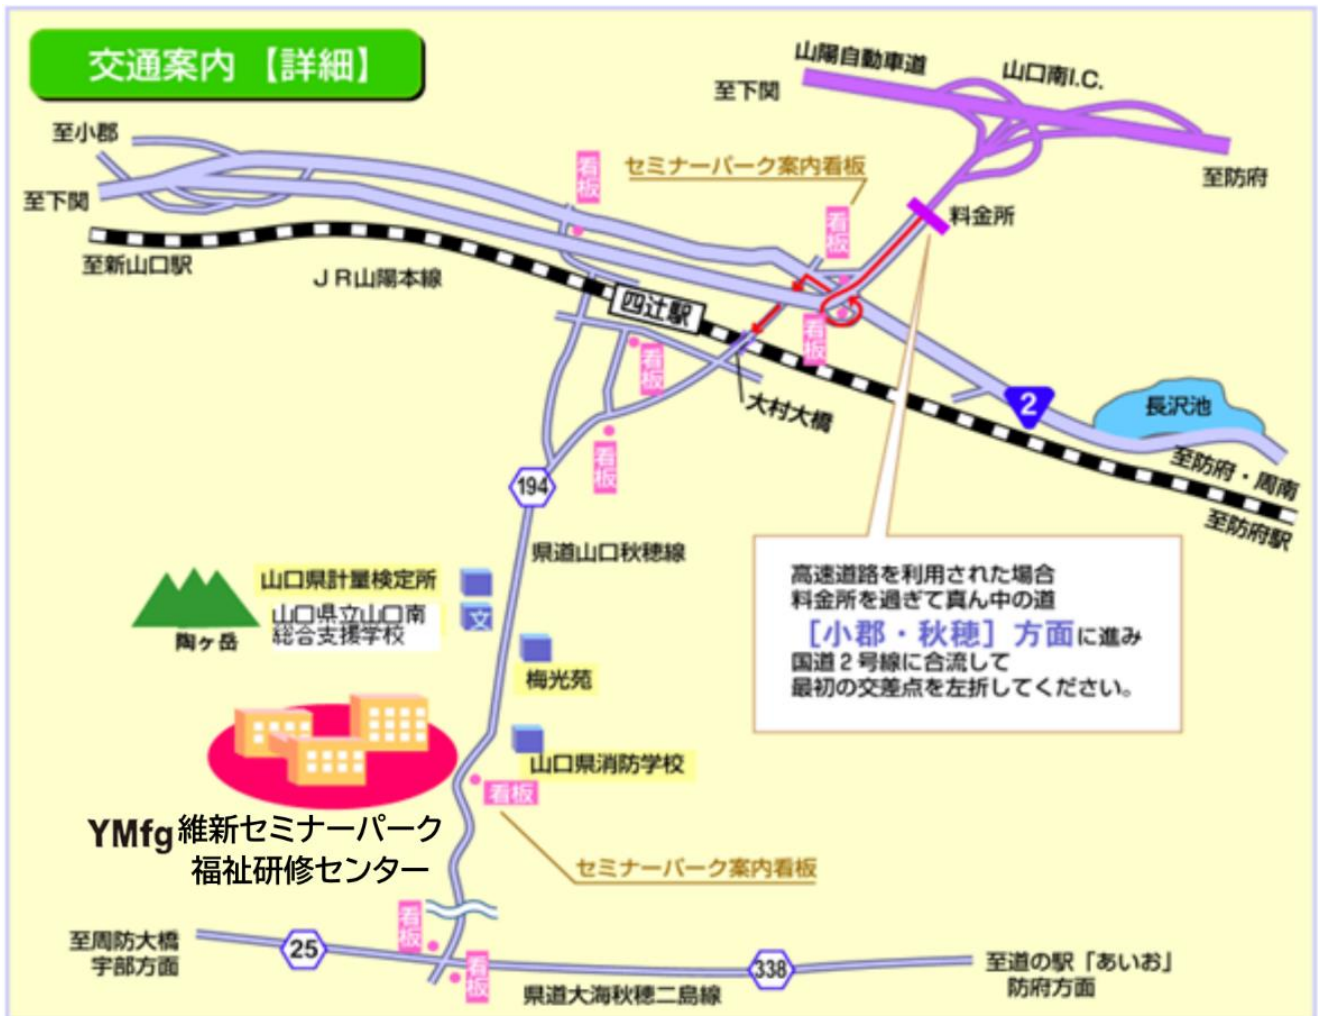 交通案内【詳細】
山陽自動車道
山口南I.C.
至下関
至防府
至小郡
至下関
看板
セミナーパーク案内看板
看板
料金所
至新山口駅
JR山陽本線
四辻駅
看板
看板
大村大橋
2
長沢池
至防府・周南
至防府駅
看板
194
県道山口秋穂線
高速道路を利用された場合
料金所を過ぎて真ん中の道
[小郡・秋穂]方面に進み
国道2号線に合流して
最初の交差点を左折してください。
山口県計量検定所
山口県立山口南
総合支援学校
文
陶ヶ岳
梅光苑
山口県消防学校
看板
YMfg維新セミナーパーク
福祉研修センター
セミナーパーク案内看板
看板
至周防大橋
宇部方面
25
看板
338
県道大海秋穂二島線
至道の駅「あいお」
防府方面